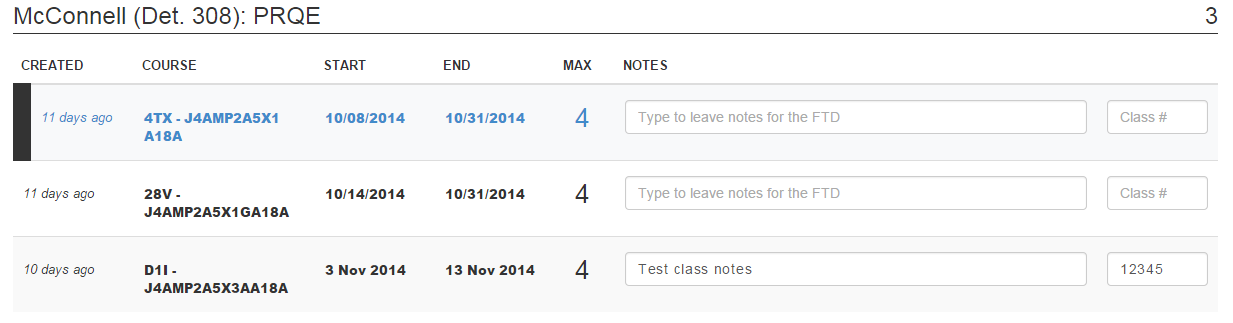 McConnell (Det. 308): PRQE 3
CREATED COURSE START END MAX NOTES
11 days ago 4TX - J4AMP2A5X1 10/08/2014 10/31/2014 4 Type to leave notes for the FTD Class #
A18A
11 days ago 28V - 10/14/2014 10/31/2014 4 Type to leave notes for the FTD Class #
J4AMP2A5X1GA18A
10 days ago D1I - 3 Nov 2014 13 Nov 2014 4 Test class notes 12345
J4AMP2A5X3AA18A